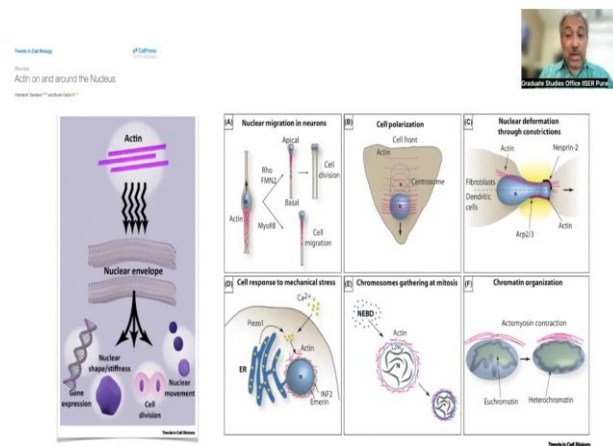 Trends in Cell Biology
CellPress
Review
Actin on and around the Nucleus
Graduate Studies Office IISER Pune
Actin
Nuclear envelope
Gene
expression
Nuclear
shape/stiffness
Cell
division
Nuclear
movement
Trends in Cell Biology
(A) Nuclear migration in neurons
Apical
Rho
FMN2
Cell
division
Actin
Basal
MyoIIB
Cell
migration
(B) Cell polarization
Cell front
Actin
Centrosome
N
(C) Nuclear deformation
through constrictions
Actin
Nesprin-2
Fibroblasts
Dendritic
cells
N
Arp2/3
Actin
(D) Cell response to mechanical stress
Ca2+
Piezo1
Actin
ER
N
INF2
Emerin
(E) Chromosomes gathering at mitosis
NEBD
Actin
LINC
N
(F) Chromatin organization
Actomyosin contraction
Euchromatin
Heterochromatin
Trends in Cell Biology